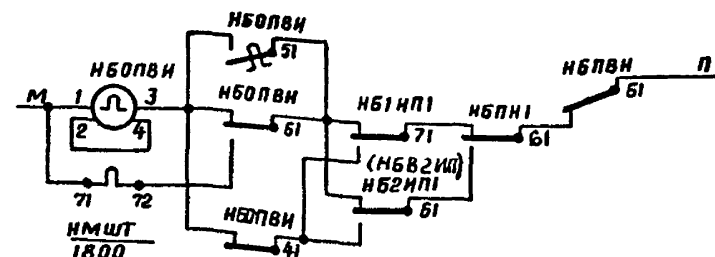 НБОПВИ
51
НБПВИ
61
П
НБОПВИ
М
1
3
2
4
НБОПВИ
61
НБ1ИП1
71
НБПН1
61
(НБВ2ИП)
НБ2ИП1
61
71
72
НБОПВИ
41
НМШТ
1800